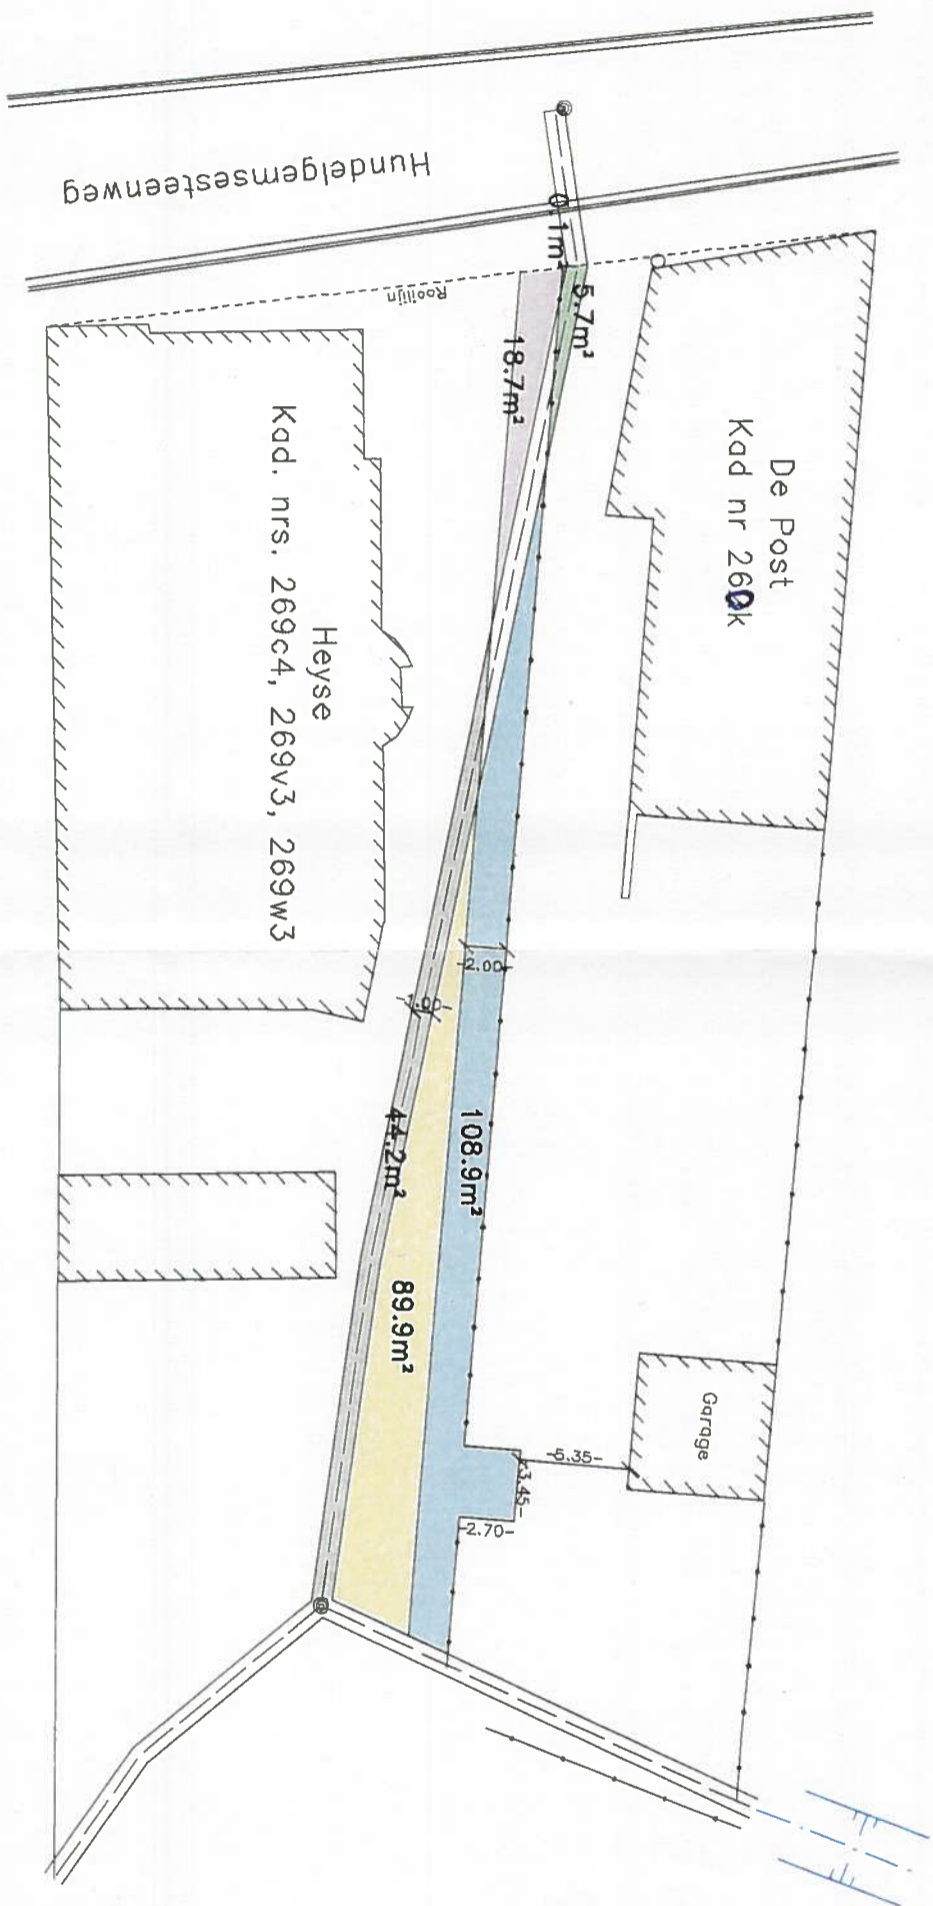 Hundelgemsesteenweg
Rooilijn
0.1m²
5.7m²
18.7m²
De Post
Kad nr 260k
Heyse
Kad. nrs. 269c4, 269v3, 269w3
-2.00-
-1.00-
44.2m²
108.9m²
89.9m²
Garage
-5.35-
-3.45-
-2.70-